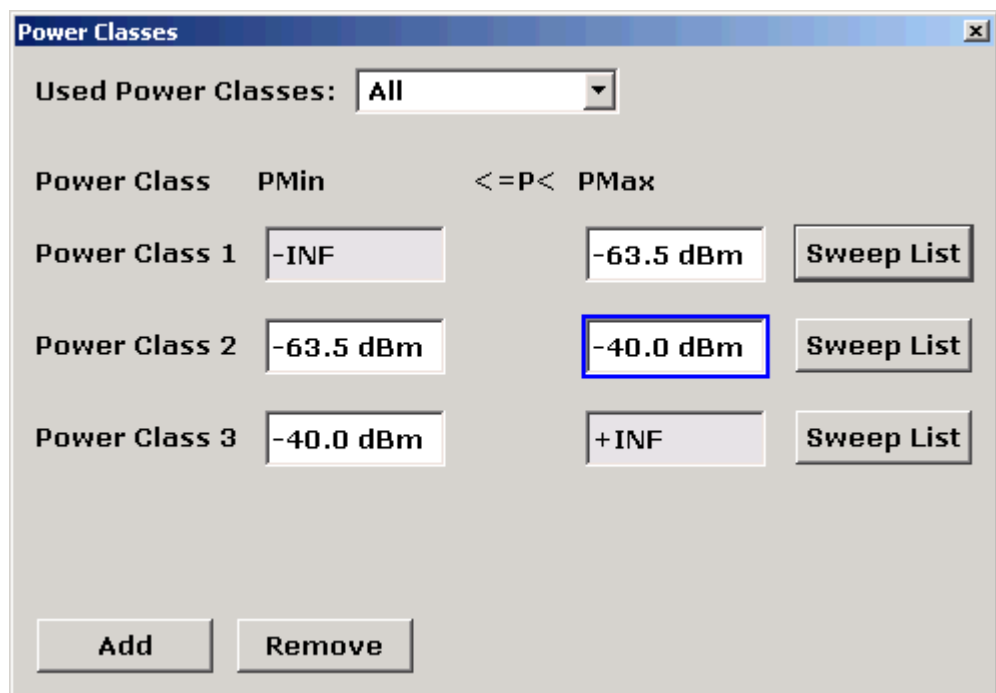 Power Classes
Used Power Classes: All
Power Class PMin <=P< PMax
Power Class 1 -INF -63.5 dBm Sweep List
Power Class 2 -63.5 dBm -40.0 dBm Sweep List
Power Class 3 -40.0 dBm +INF Sweep List
Add Remove